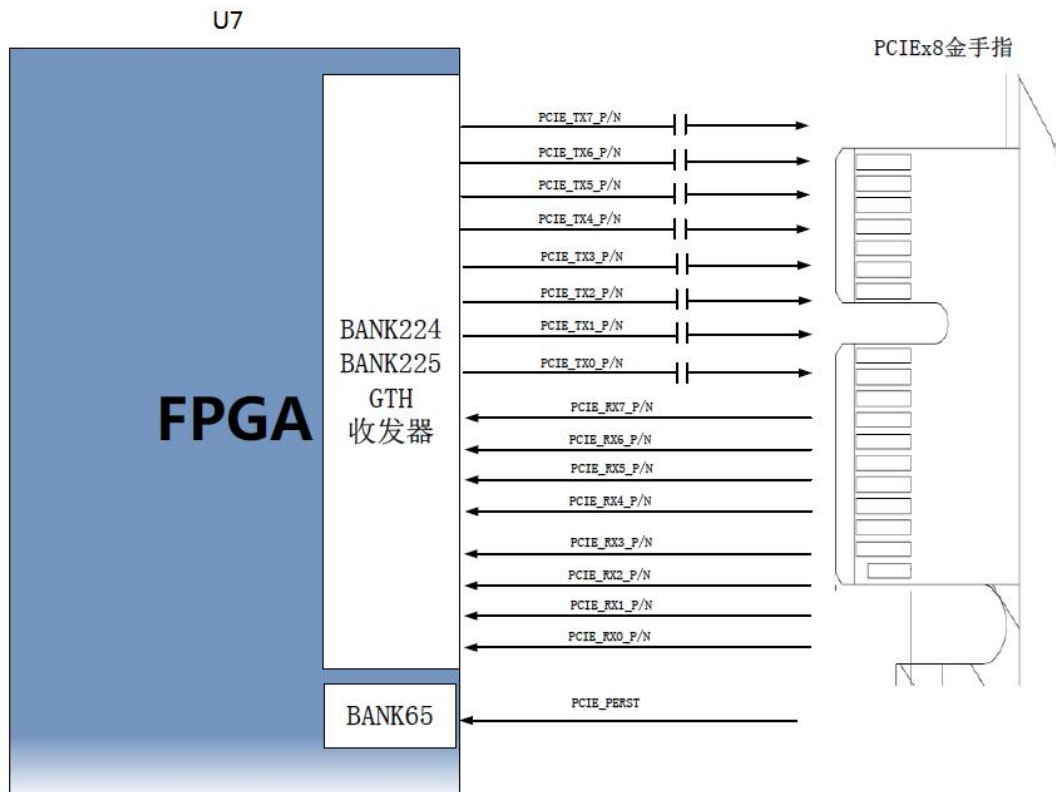 U7
PCIEx8金手指
PCIE_TX7_P/N
PCIE_TX6_P/N
PCIE_TX5_P/N
PCIE_TX4_P/N
PCIE_TX3_P/N
PCIE_TX2_P/N
PCIE_TX1_P/N
PCIE_TX0_P/N
BANK224
BANK225
GTH
收发器
FPGA
PCIE_RX7_P/N
PCIE_RX6_P/N
PCIE_RX5_P/N
PCIE_RX4_P/N
PCIE_RX3_P/N
PCIE_RX2_P/N
PCIE_RX1_P/N
PCIE_RX0_P/N
BANK65
PCIE_PERST